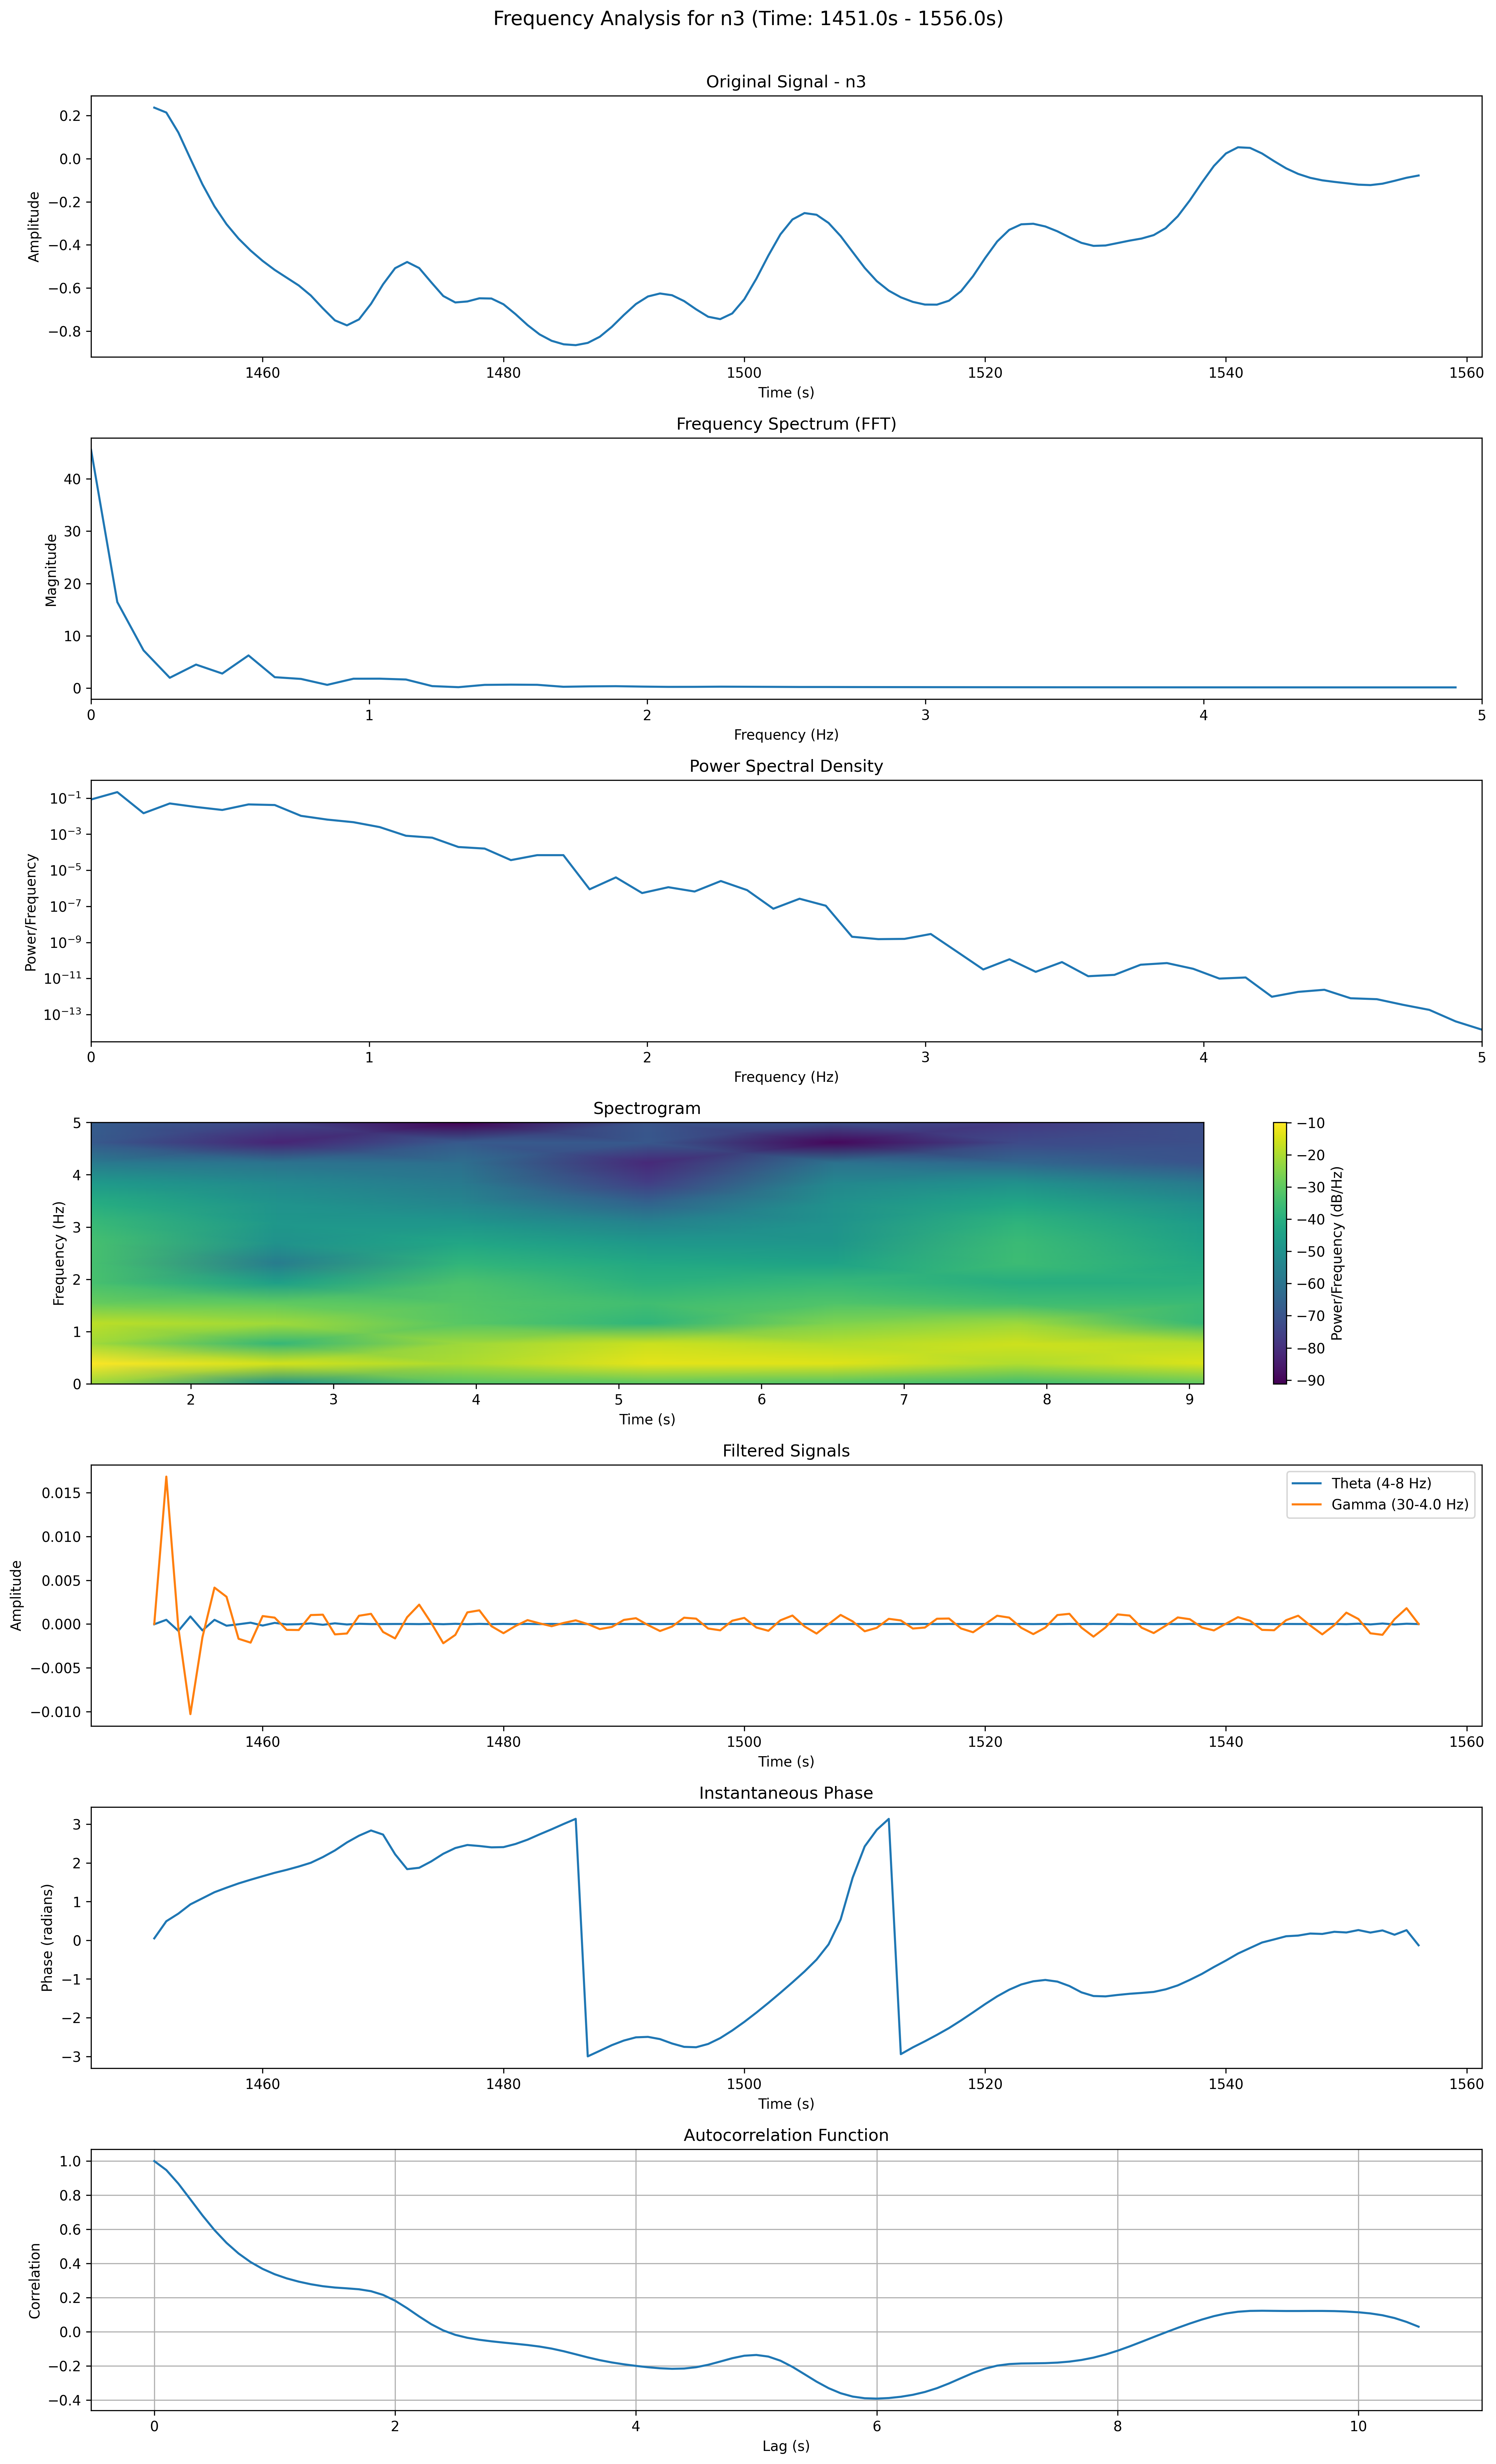 Frequency Analysis for n3 (Time: 1451.0s - 1556.0s)
Original Signal - n3
Amplitude
0.2
0.0
−0.2
−0.4
−0.6
−0.8
1460 1480 1500 1520 1540 1560
Time (s)
Frequency Spectrum (FFT)
Magnitude
40
30
20
10
0
0 1 2 3 4 5
Frequency (Hz)
Power Spectral Density
Power/Frequency
10⁻¹
10⁻³
10⁻⁵
10⁻⁷
10⁻⁹
10⁻¹¹
10⁻¹³
0 1 2 3 4 5
Frequency (Hz)
Spectrogram
Frequency (Hz)
5
4
3
2
1
0
2 3 4 5 6 7 8 9
Time (s)
−10
−20
−30
−40
−50
−60
−70
−80
−90
Power/Frequency (dB/Hz)
Filtered Signals
Amplitude
0.015
0.010
0.005
0.000
−0.005
−0.010
Theta (4-8 Hz)
Gamma (30-4.0 Hz)
1460 1480 1500 1520 1540 1560
Time (s)
Instantaneous Phase
Phase (radians)
3
2
1
0
−1
−2
−3
1460 1480 1500 1520 1540 1560
Time (s)
Autocorrelation Function
Correlation
1.0
0.8
0.6
0.4
0.2
0.0
−0.2
−0.4
0 2 4 6 8 10
Lag (s)